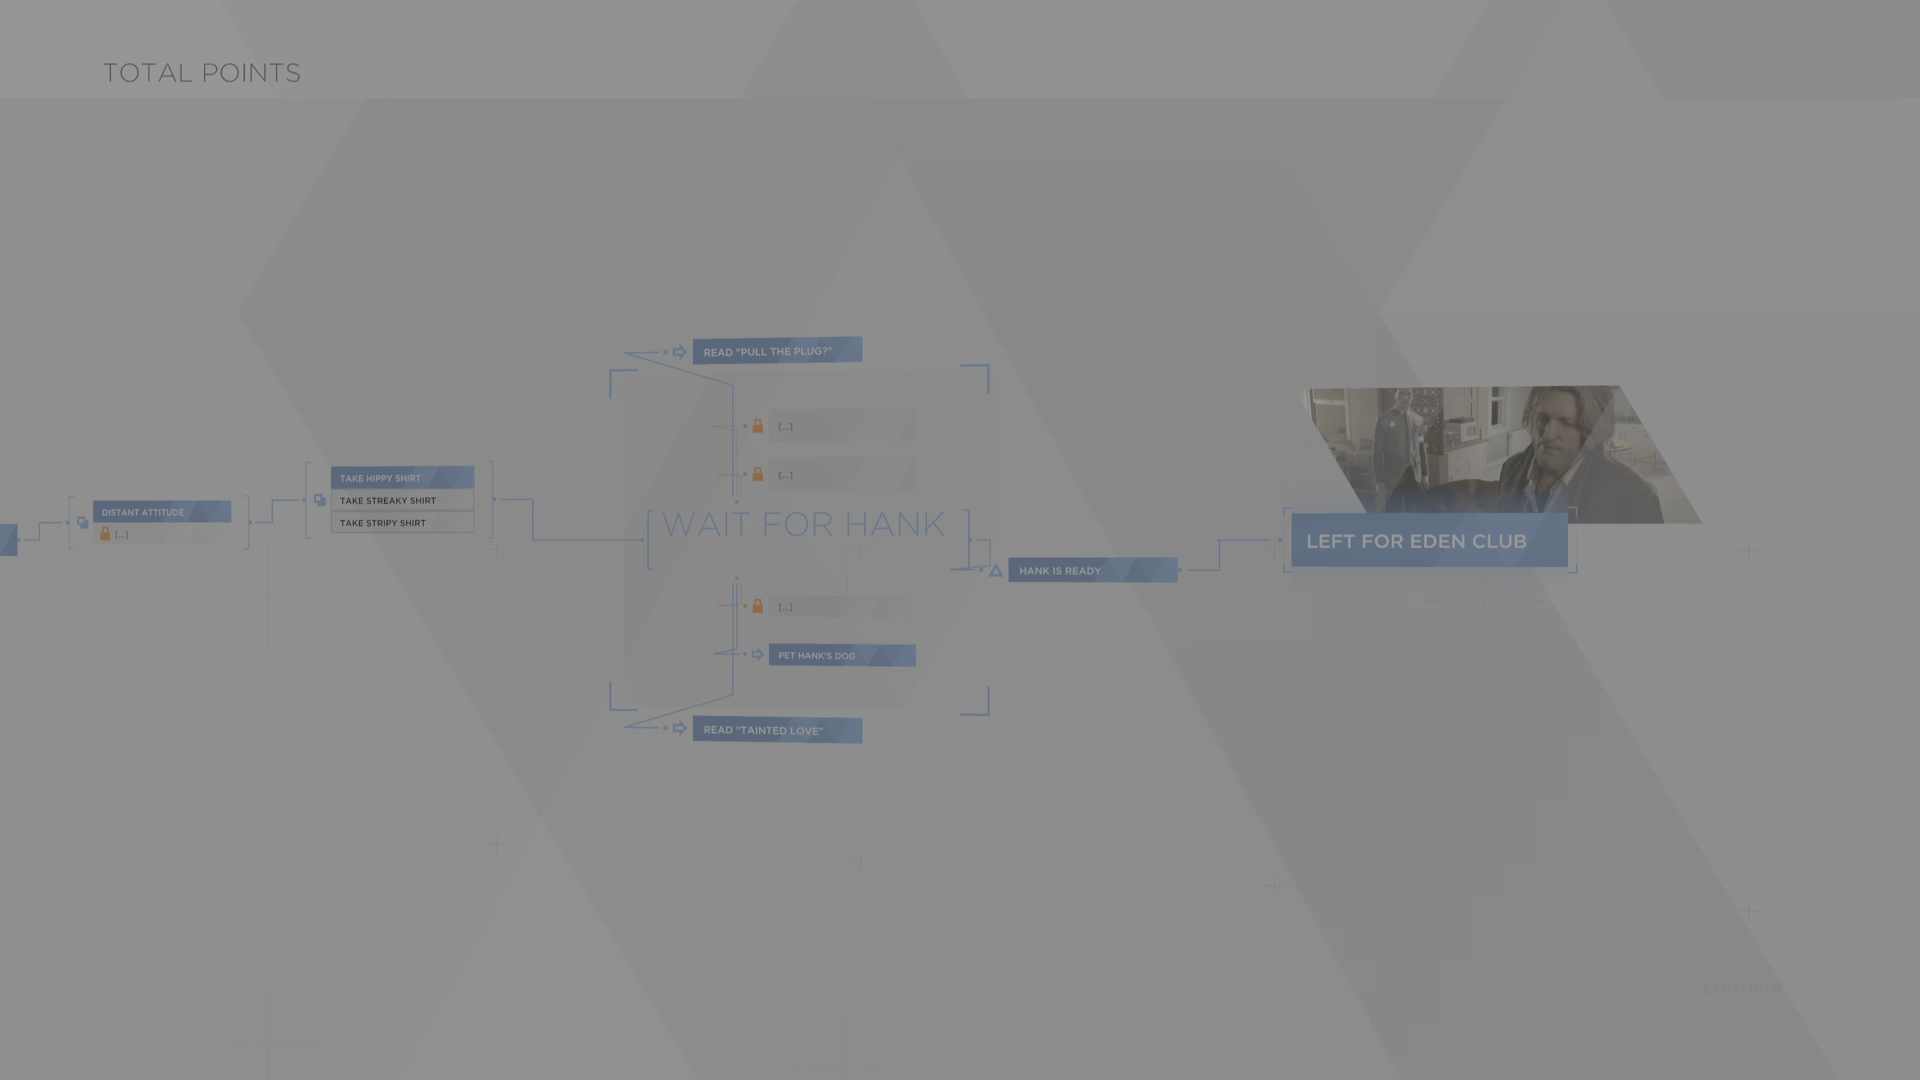 TOTAL POINTS
READ "PULL THE PLUG?"
[...]
[...]
TAKE HIPPY SHIRT
TAKE STREAKY SHIRT
TAKE STRIPY SHIRT
DISTANT ATTITUDE
[...]
WAIT FOR HANK
HANK IS READY
LEFT FOR EDEN CLUB
[...]
PET HANK'S DOG
READ "TAINTED LOVE"
CONTINUE